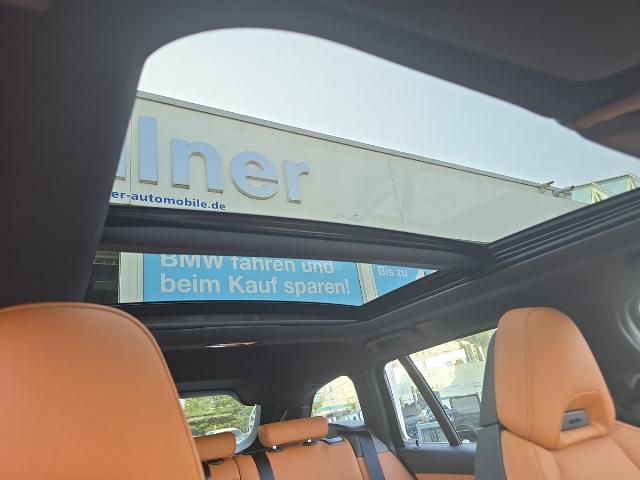 llner
er-automobile.de
BMW fahren und
beim Kauf sparen!
Bis zu